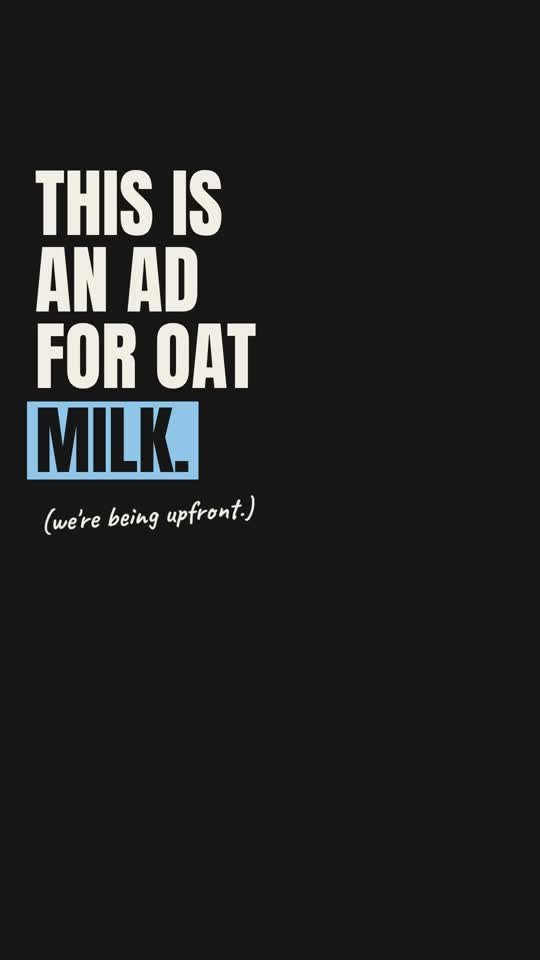 THIS IS
AN AD
FOR OAT
MILK.
(we're being upfront.)